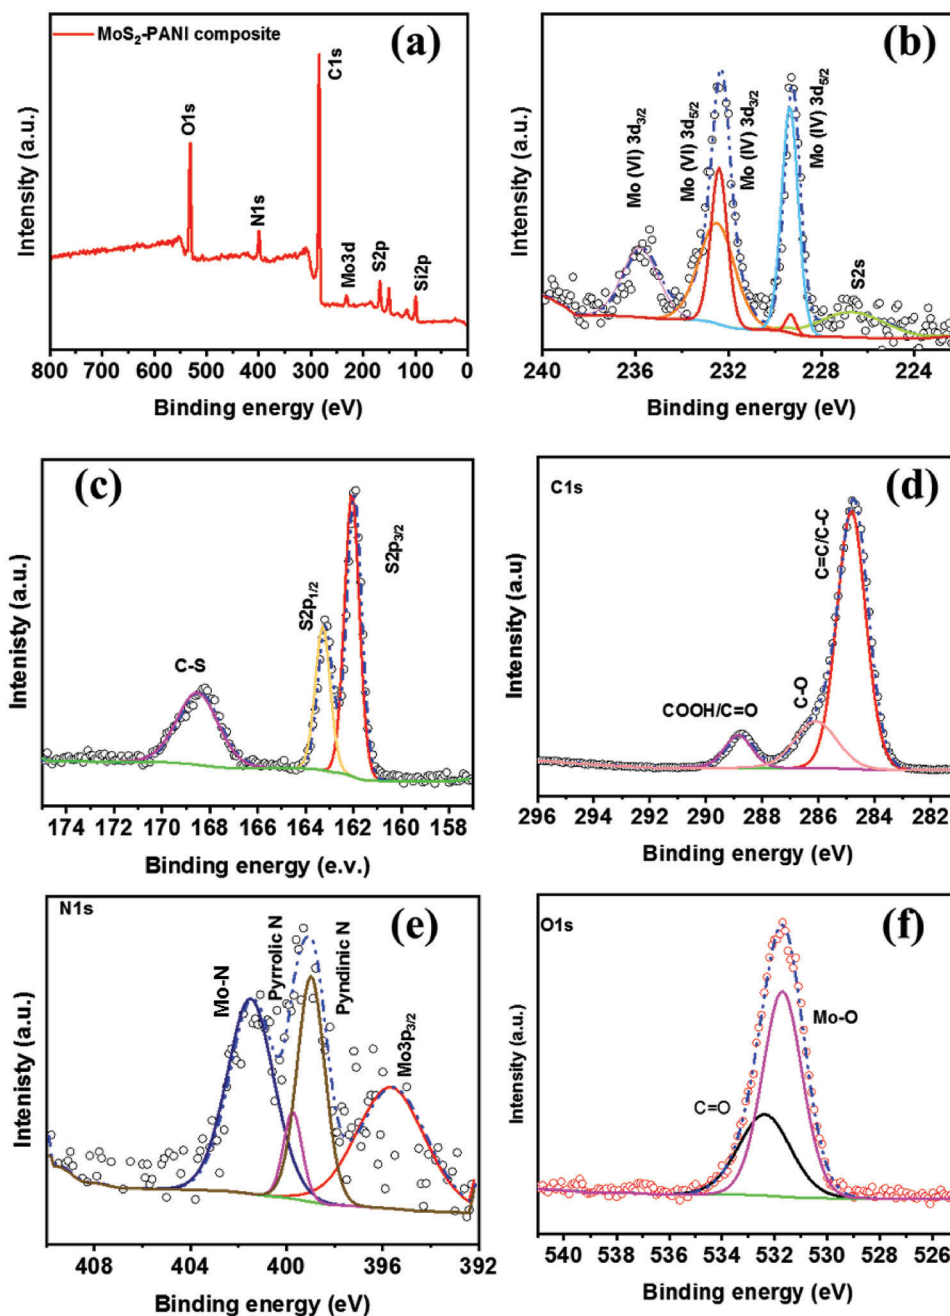 MoS₂-PANI composite
(a)
C1s
O1s
N1s
Mo3d
S2p
Si2p
Intensity (a.u.)
800 700 600 500 400 300 200 100 0
Binding energy (eV)
(b)
Mo (VI) 3d₃/₂
Mo (VI) 3d₅/₂
Mo (IV) 3d₃/₂
Mo (IV) 3d₅/₂
S2s
Intensity (a.u.)
240 236 232 228 224
Binding energy (eV)
(c)
C-S
S2p₁/₂
S2p₃/₂
Intenisty (a.u.)
174 172 170 168 166 164 162 160 158
Binding energy (e.v.)
C1s
(d)
COOH/C=O
C-O
C=C/C-C
Intensity (a.u)
296 294 292 290 288 286 284 282
Binding energy (eV)
N1s
(e)
Mo-N
Pyrrolic N
Pyndinic N
Mo3p₃/₂
Intenisty (a.u.)
408 404 400 396 392
Binding energy (eV)
O1s
(f)
C=O
Mo-O
Intensity (a.u.)
540 538 536 534 532 530 528 526
Binding energy (eV)